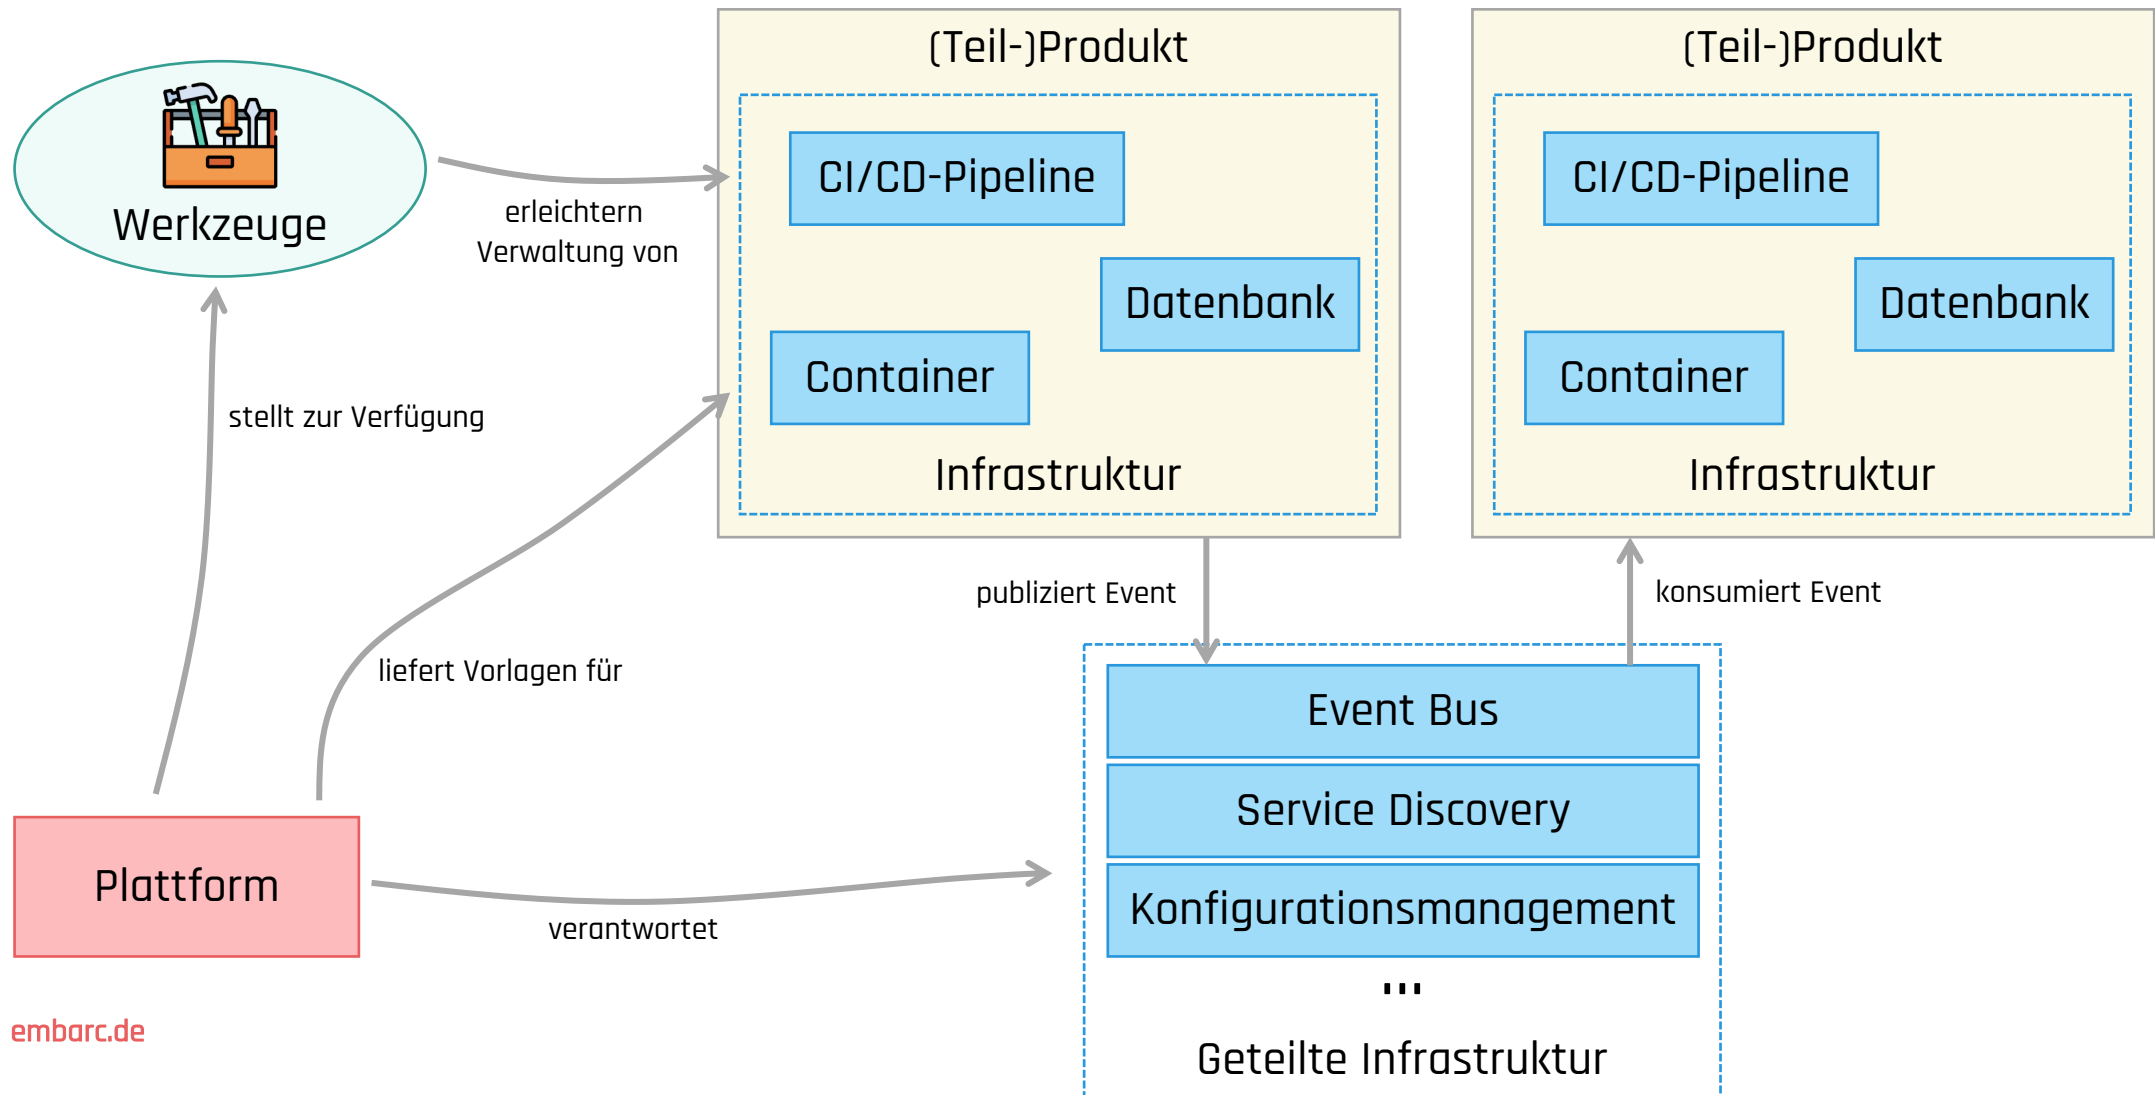 (Teil-)Produkt
(Teil-)Produkt
Werkzeuge
erleichtern
Verwaltung von
CI/CD-Pipeline
Datenbank
Container
Infrastruktur
CI/CD-Pipeline
Datenbank
Container
Infrastruktur
stellt zur Verfügung
publiziert Event
konsumiert Event
liefert Vorlagen für
Event Bus
Service Discovery
Konfigurationsmanagement
...
Geteilte Infrastruktur
Plattform
verantwortet
embarc.de